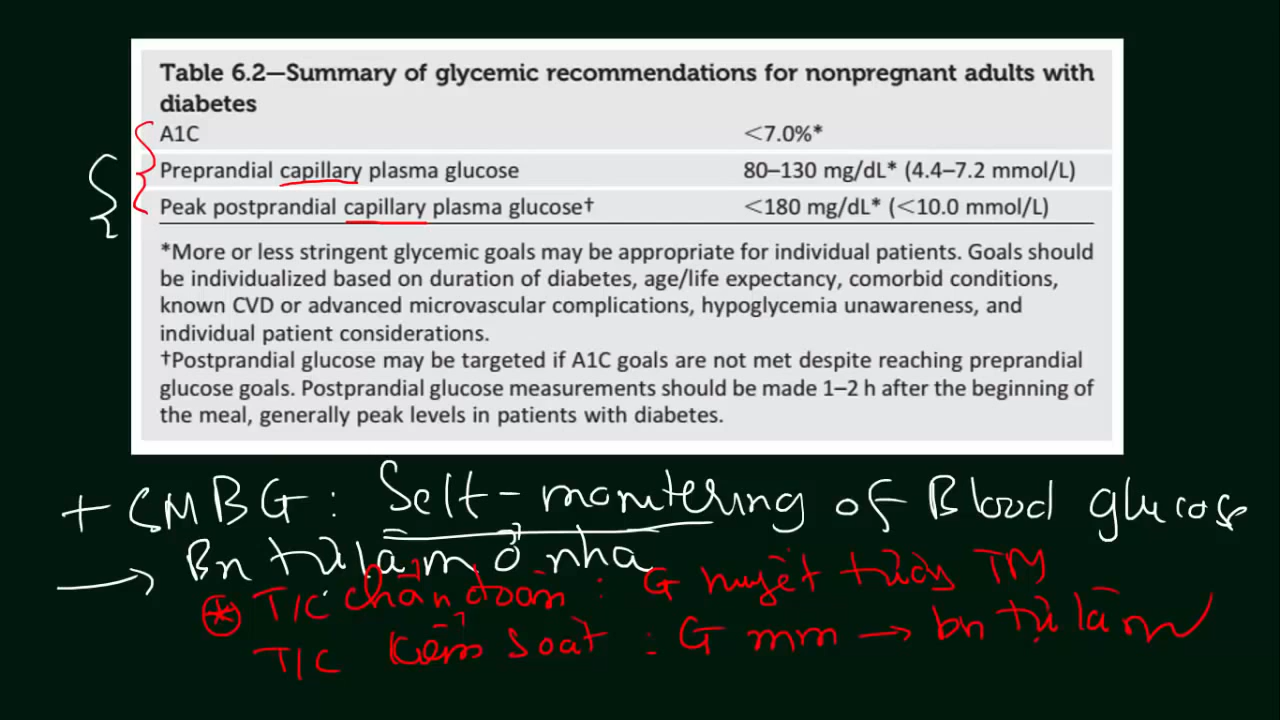 Table 6.2—Summary of glycemic recommendations for nonpregnant adults with
diabetes
A1C <7.0%*
Preprandial capillary plasma glucose 80–130 mg/dL* (4.4–7.2 mmol/L)
Peak postprandial capillary plasma glucose† <180 mg/dL* (<10.0 mmol/L)
*More or less stringent glycemic goals may be appropriate for individual patients. Goals should
be individualized based on duration of diabetes, age/life expectancy, comorbid conditions,
known CVD or advanced microvascular complications, hypoglycemia unawareness, and
individual patient considerations.
†Postprandial glucose may be targeted if A1C goals are not met despite reaching preprandial
glucose goals. Postprandial glucose measurements should be made 1–2 h after the beginning of
the meal, generally peak levels in patients with diabetes.
+ SMBG: Self-monitering of Blood glucose
→ Bn tự làm ở nhà
* T/C chẩn đoán: G huyết tương TM
T/C kiểm soát: G mm → bn tự làm